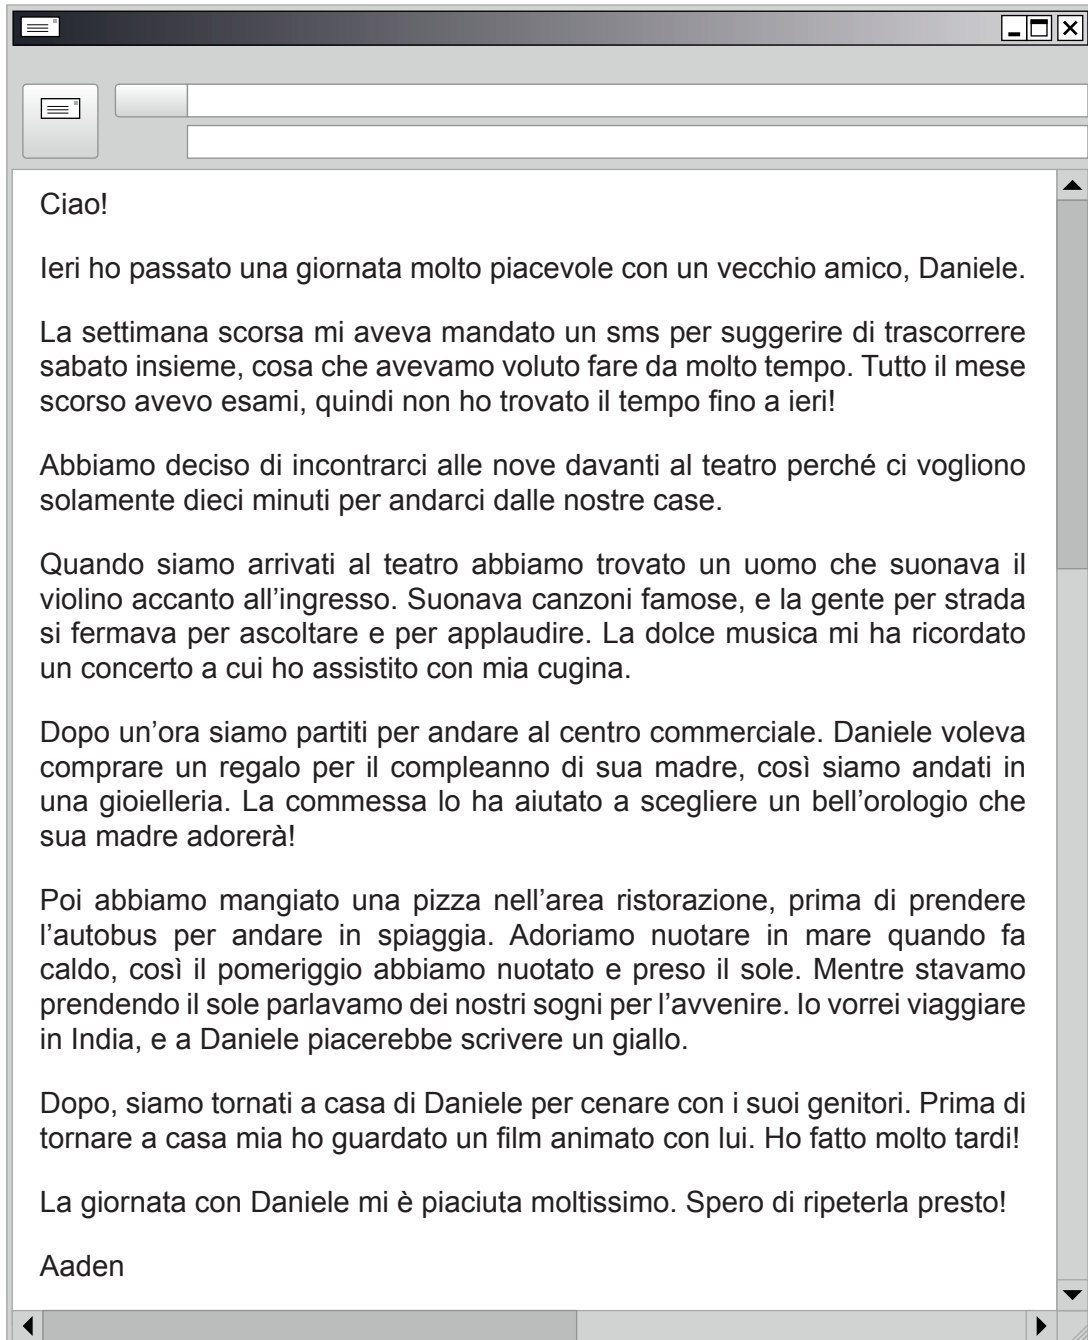 Ciao!
Ieri ho passato una giornata molto piacevole con un vecchio amico, Daniele.
La settimana scorsa mi aveva mandato un sms per suggerire di trascorrere
sabato insieme, cosa che avevamo voluto fare da molto tempo. Tutto il mese
scorso avevo esami, quindi non ho trovato il tempo fino a ieri!
Abbiamo deciso di incontrarci alle nove davanti al teatro perché ci vogliono
solamente dieci minuti per andarci dalle nostre case.
Quando siamo arrivati al teatro abbiamo trovato un uomo che suonava il
violino accanto all’ingresso. Suonava canzoni famose, e la gente per strada
si fermava per ascoltare e per applaudire. La dolce musica mi ha ricordato
un concerto a cui ho assistito con mia cugina.
Dopo un’ora siamo partiti per andare al centro commerciale. Daniele voleva
comprare un regalo per il compleanno di sua madre, così siamo andati in
una gioielleria. La commessa lo ha aiutato a scegliere un bell’orologio che
sua madre adorerà!
Poi abbiamo mangiato una pizza nell’area ristorazione, prima di prendere
l’autobus per andare in spiaggia. Adoriamo nuotare in mare quando fa
caldo, così il pomeriggio abbiamo nuotato e preso il sole. Mentre stavamo
prendendo il sole parlavamo dei nostri sogni per l’avvenire. Io vorrei viaggiare
in India, e a Daniele piacerebbe scrivere un giallo.
Dopo, siamo tornati a casa di Daniele per cenare con i suoi genitori. Prima di
tornare a casa mia ho guardato un film animato con lui. Ho fatto molto tardi!
La giornata con Daniele mi è piaciuta moltissimo. Spero di ripeterla presto!
Aaden